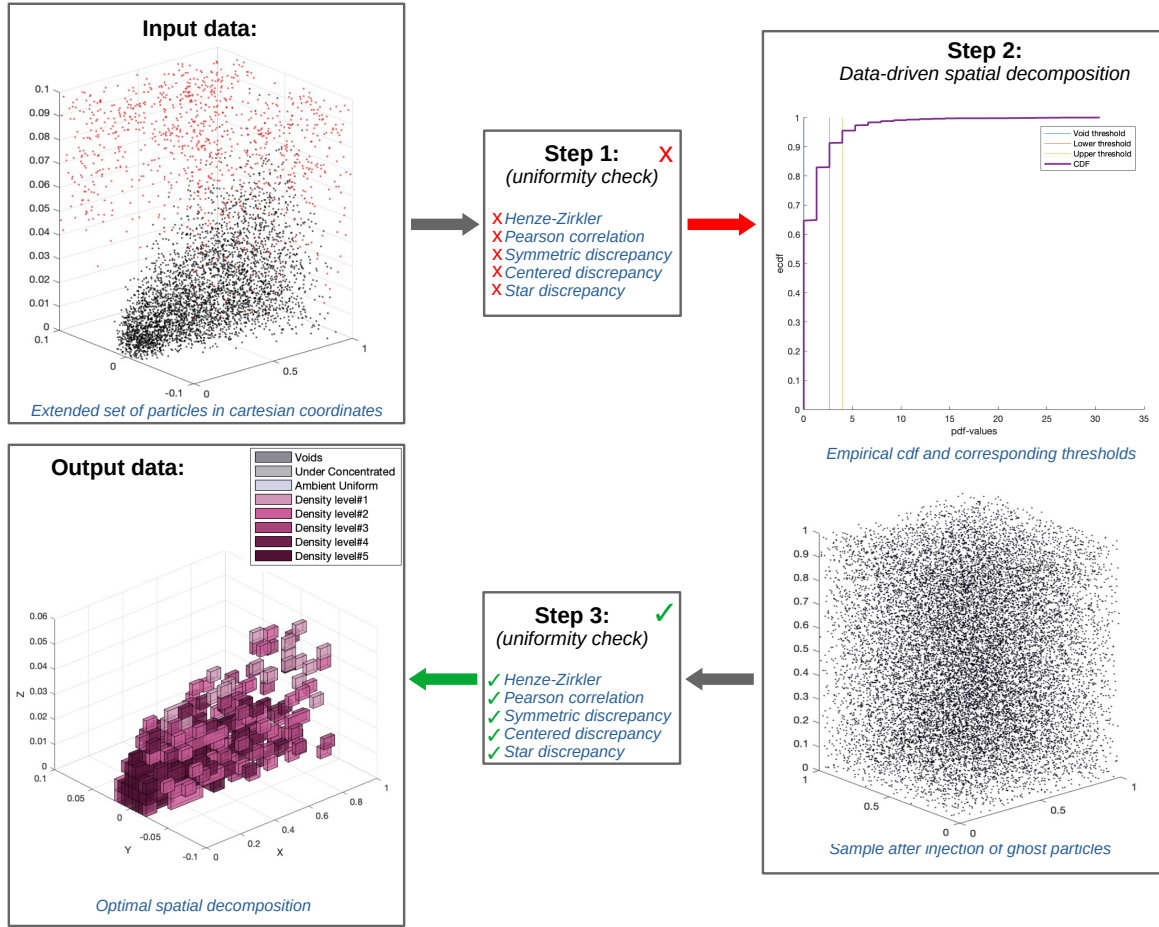 Input data:
0.1
0.09
0.08
0.07
0.06
0.05
0.04
0.03
0.02
0.01
0
0.1
0
-0.1
0
0.5
1
Extended set of particles in cartesian coordinates
Step 1:
X
(uniformity check)
X Henze-Zirkler
X Pearson correlation
X Symmetric discrepancy
X Centered discrepancy
X Star discrepancy
Step 2:
Data-driven spatial decomposition
1
0.9
0.8
0.7
0.6
0.5
0.4
0.3
0.2
0.1
0
ecdf
Void threshold
Lower threshold
Upper threshold
CDF
0 5 10 15 20 25 30 35
pdf-values
Empirical cdf and corresponding thresholds
1
0.9
0.8
0.7
0.6
0.5
0.4
0.3
0.2
0.1
0
1
0.5
0
0
0.5
1
Sample after injection of ghost particles
Step 3:
✓
(uniformity check)
✓ Henze-Zirkler
✓ Pearson correlation
✓ Symmetric discrepancy
✓ Centered discrepancy
✓ Star discrepancy
Output data:
Voids
Under Concentrated
Ambient Uniform
Density level#1
Density level#2
Density level#3
Density level#4
Density level#5
0.06
0.05
0.04
0.03
0.02
0.01
0
Z
0.1
0.05
0
-0.05
-0.1
Y
0
0.2
0.4
0.6
0.8
1
X
Optimal spatial decomposition